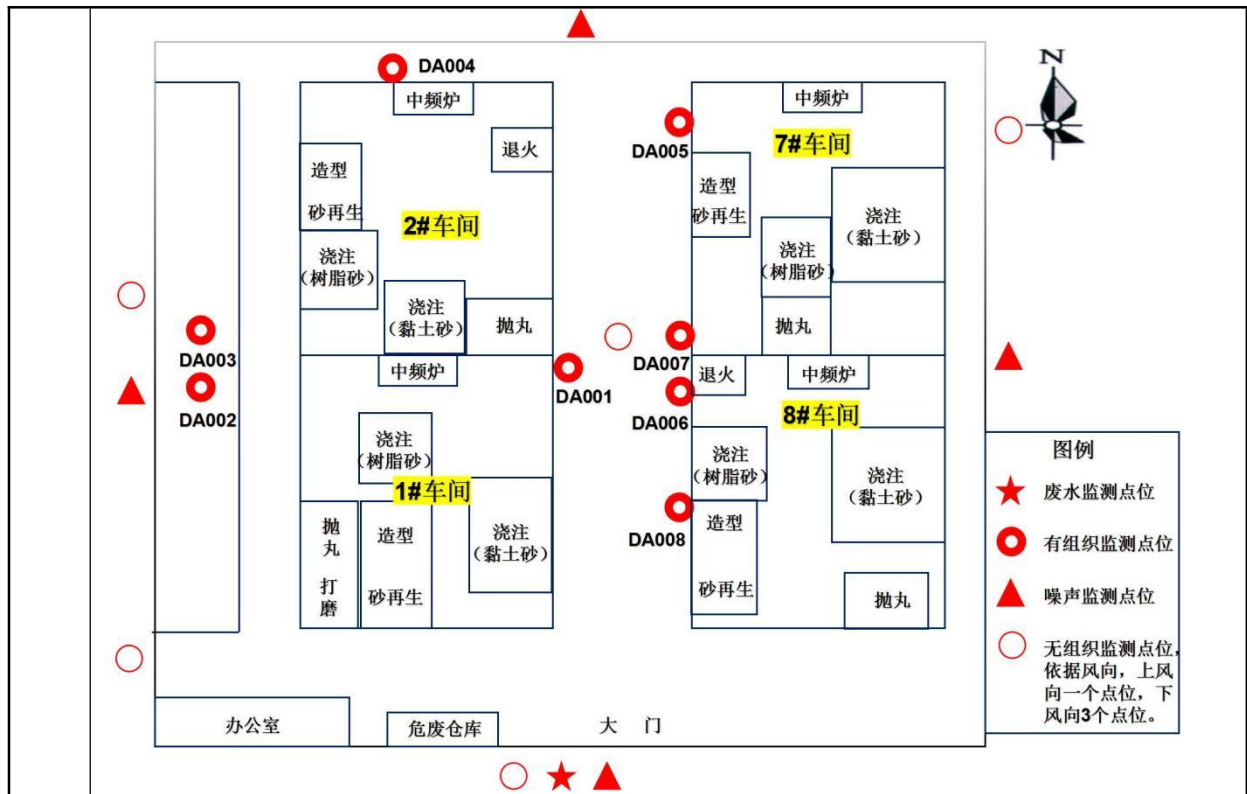 N
DA004
中频炉
退火
造型
砂再生
2#车间
浇注
（树脂砂）
浇注
（黏土砂）
抛丸
DA003
DA002
DA001
中频炉
浇注
（树脂砂）
1#车间
抛丸
打磨
造型
砂再生
浇注
（黏土砂）
中频炉
DA005
7#车间
造型
砂再生
浇注
（黏土砂）
浇注
（树脂砂）
抛丸
DA007
退火
中频炉
DA006
8#车间
浇注
（树脂砂）
浇注
（黏土砂）
DA008
造型
砂再生
抛丸
办公室
危废仓库
大 门
图例
废水监测点位
有组织监测点位
噪声监测点位
无组织监测点位，
依据风向，上风
向一个点位，下
风向3个点位。